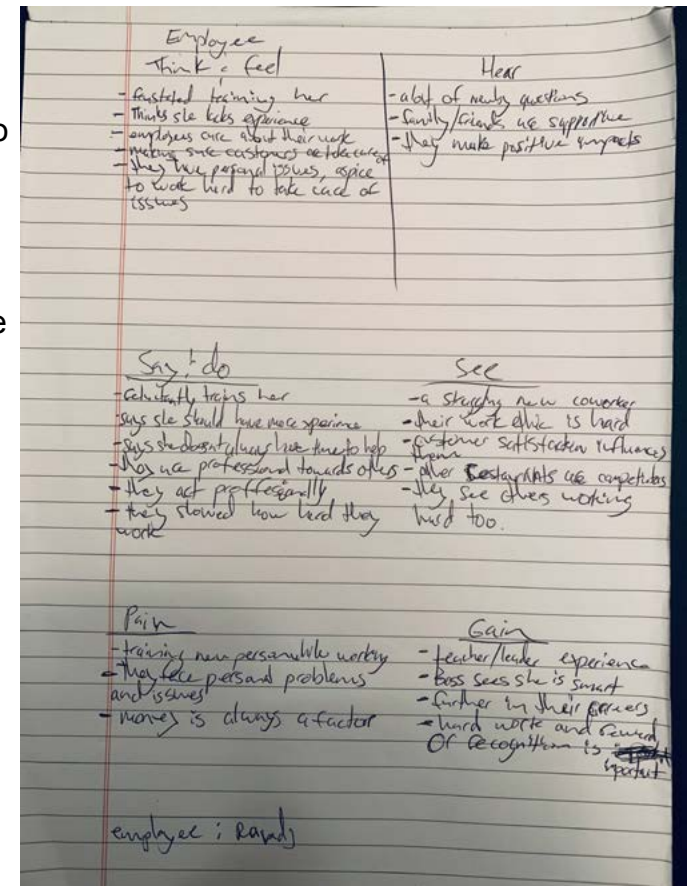 Employee
Think & feel
- frustated training her
- Thinks she lacks experience
- employees care about their work
- making sure customers are taken care of
- they have personal issues, aspire
to work hard to take care of
issues
Hear
- alot of newby questions
- family/friends are supportive
- they make positive impacts
Say & do
- reluctantly trains her
- says she should have more experience
- says she doesn't always have time to help
- they are professional towards others
- they act proffesionally
- they showed how hard they
work
See
- a struggling new coworker
- their work ethic is hard
- customer satisfaction influences
them
- other restaurants are competitors
- they see others working
hard too.
Pain
- training new person while working
- they face personal problems
and issues
- money is always a factor
Gain
- teacher/leader experience
- Boss sees she is smart
- further in their careers
- hard work and reward
or recognition is
important
employee :